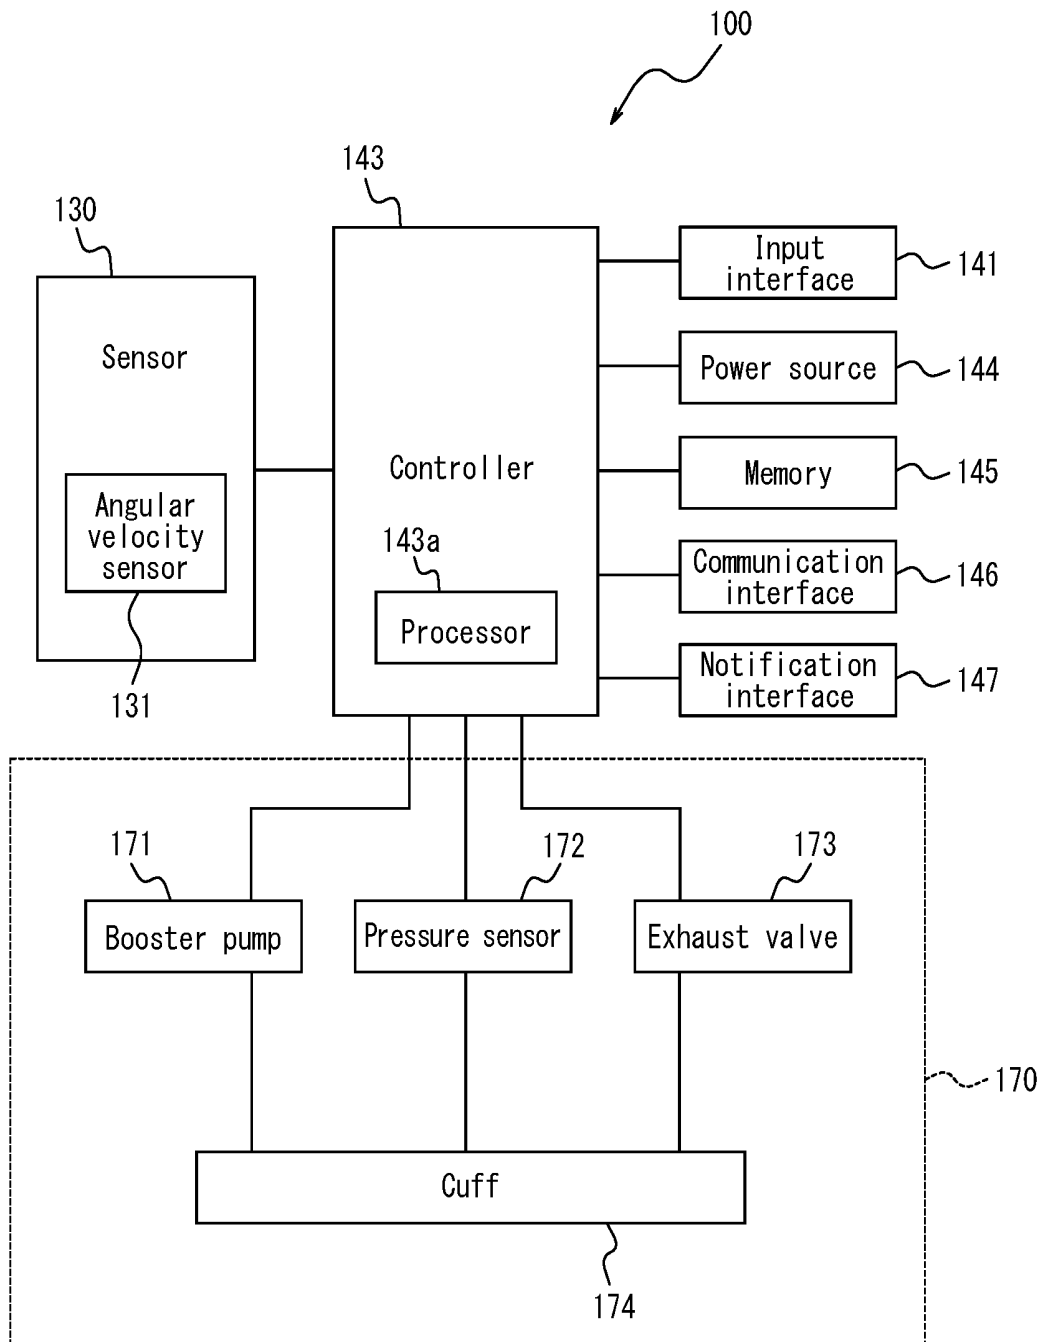 100
143
130
Input
interface
141
Sensor
Power source
144
Controller
Memory
145
Angular
velocity
sensor
143a
Communication
interface
146
Processor
Notification
interface
147
131
171
172
173
Booster pump
Pressure sensor
Exhaust valve
170
Cuff
174